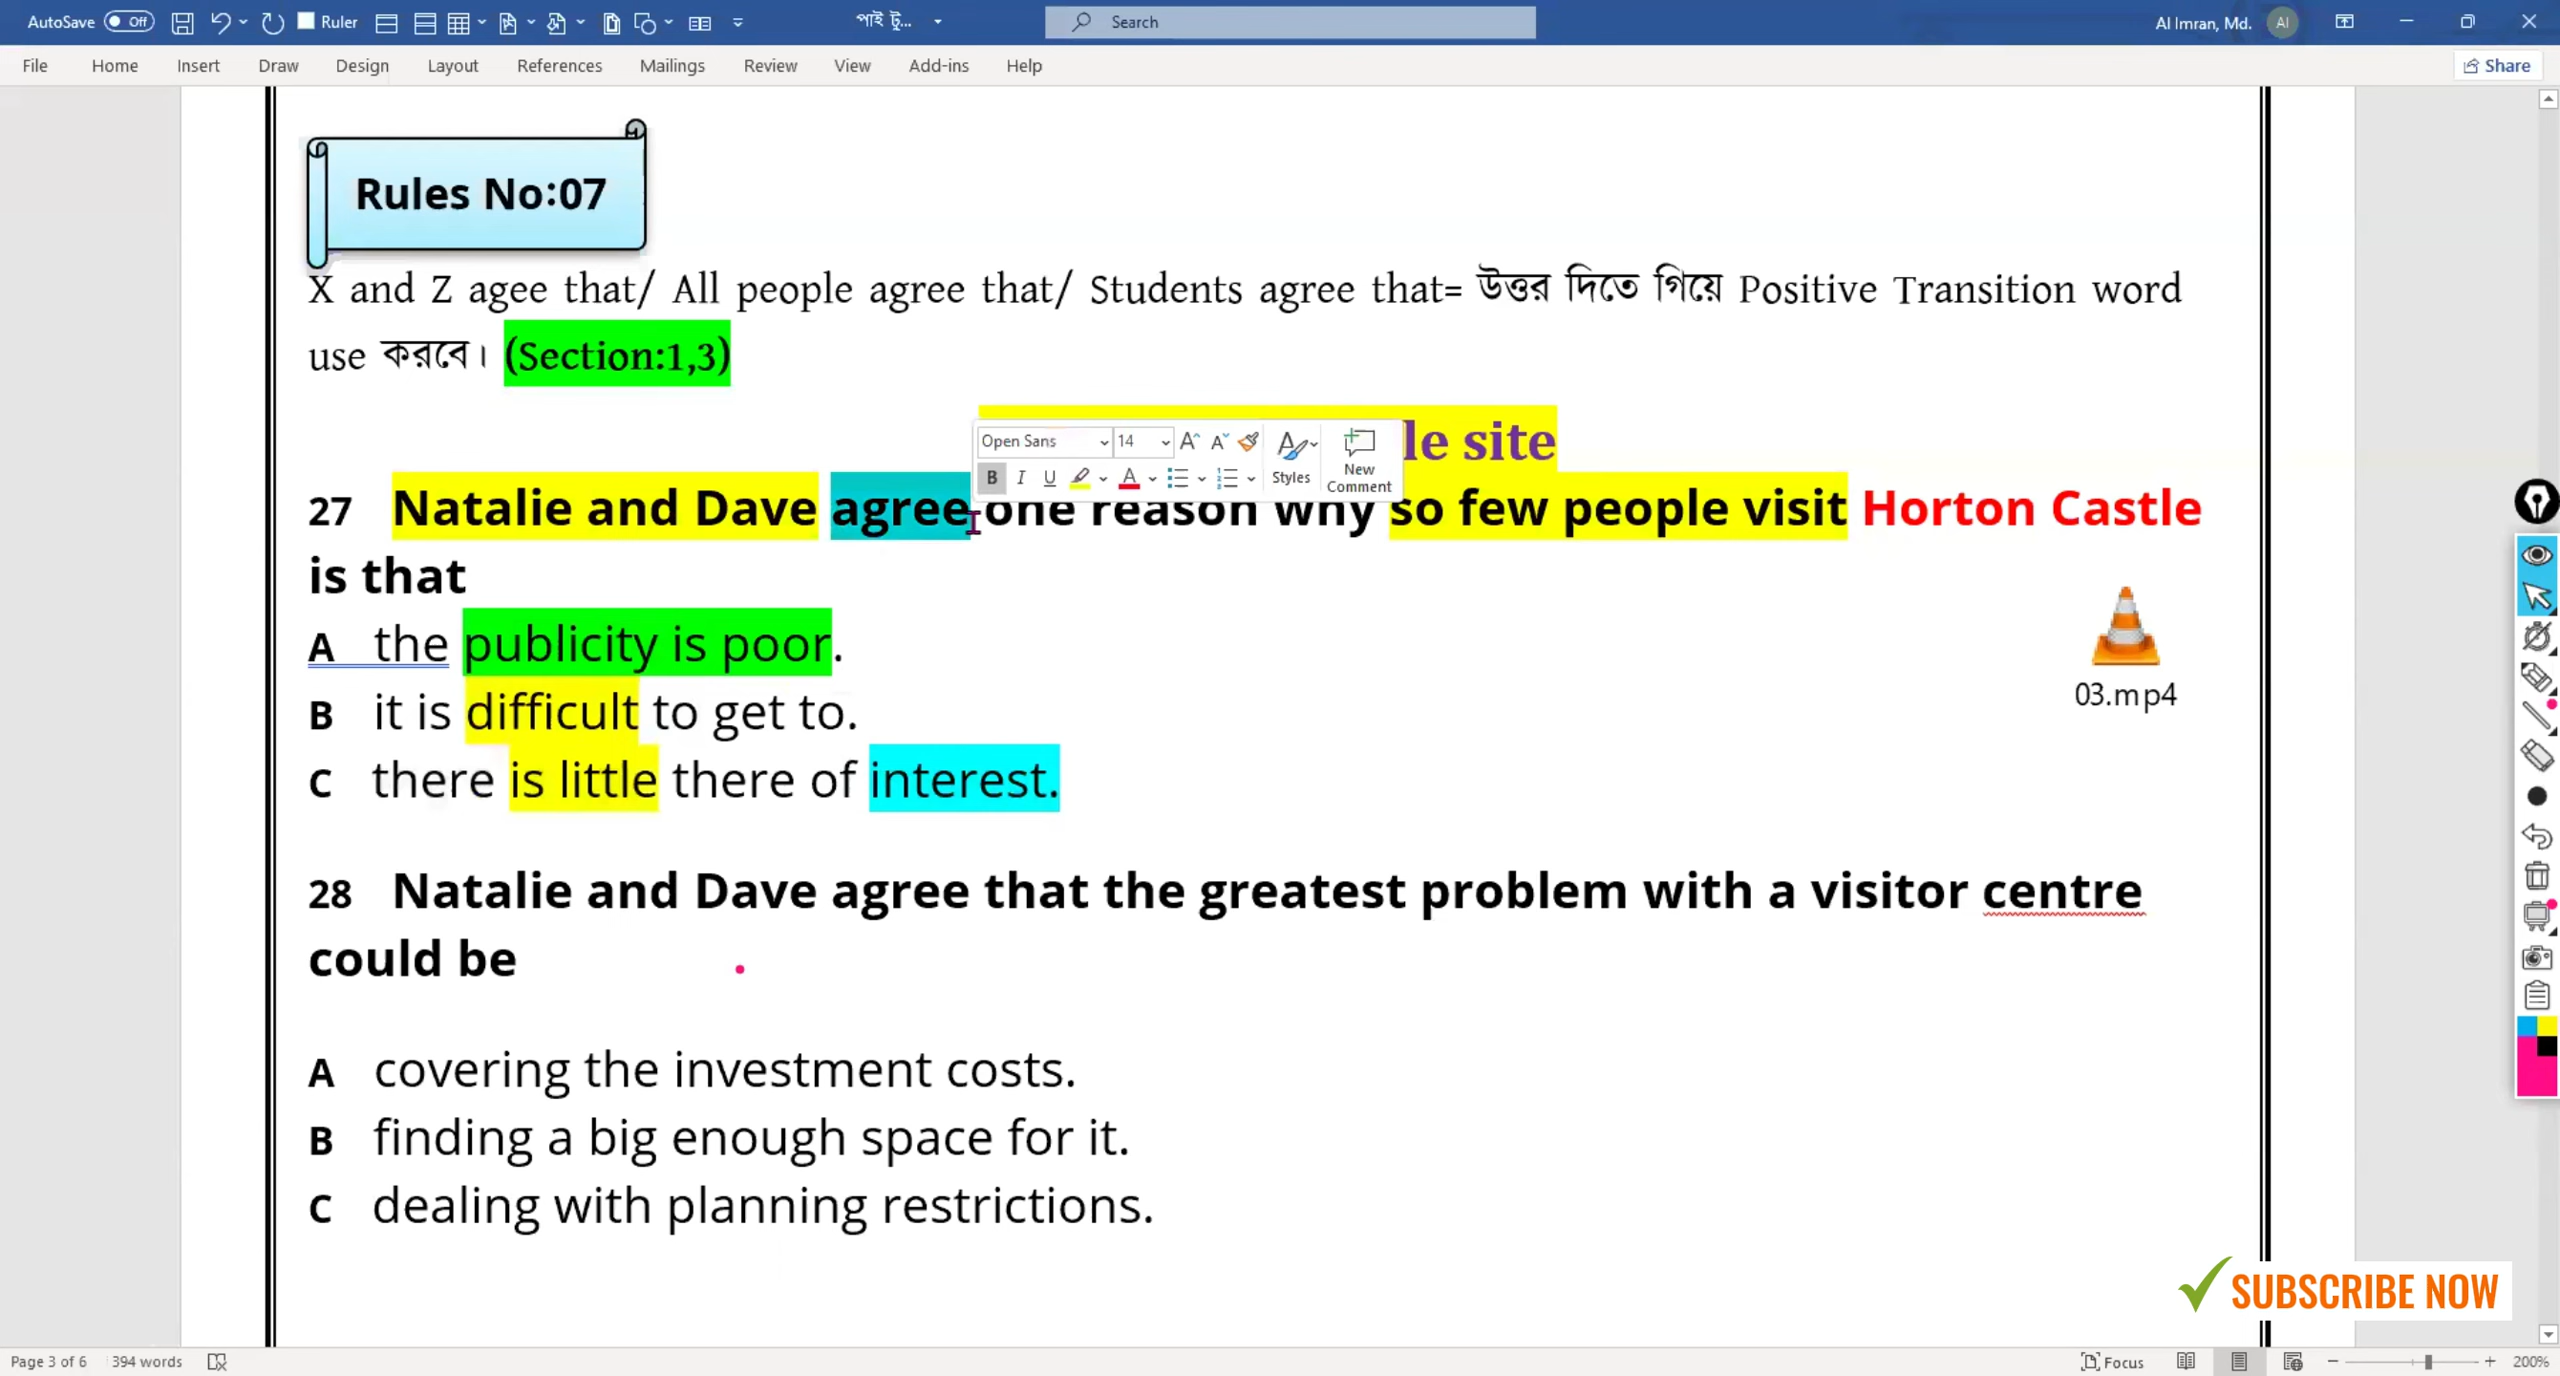 AutoSave Off Ruler পাই টু... Search Al Imran, Md. AI
File Home Insert Draw Design Layout References Mailings Review View Add-ins Help Share
Rules No:07
X and Z agee that/ All people agree that/ Students agree that= উত্তর দিতে গিয়ে Positive Transition word
use করবে। (Section:1,3)
le site
Open Sans 14
B I U Styles New Comment
27 Natalie and Dave agree one reason why so few people visit Horton Castle
is that
A the publicity is poor.
B it is difficult to get to.
C there is little there of interest.
03.mp4
28 Natalie and Dave agree that the greatest problem with a visitor centre
could be
A covering the investment costs.
B finding a big enough space for it.
C dealing with planning restrictions.
SUBSCRIBE NOW
Page 3 of 6 394 words Focus 200%